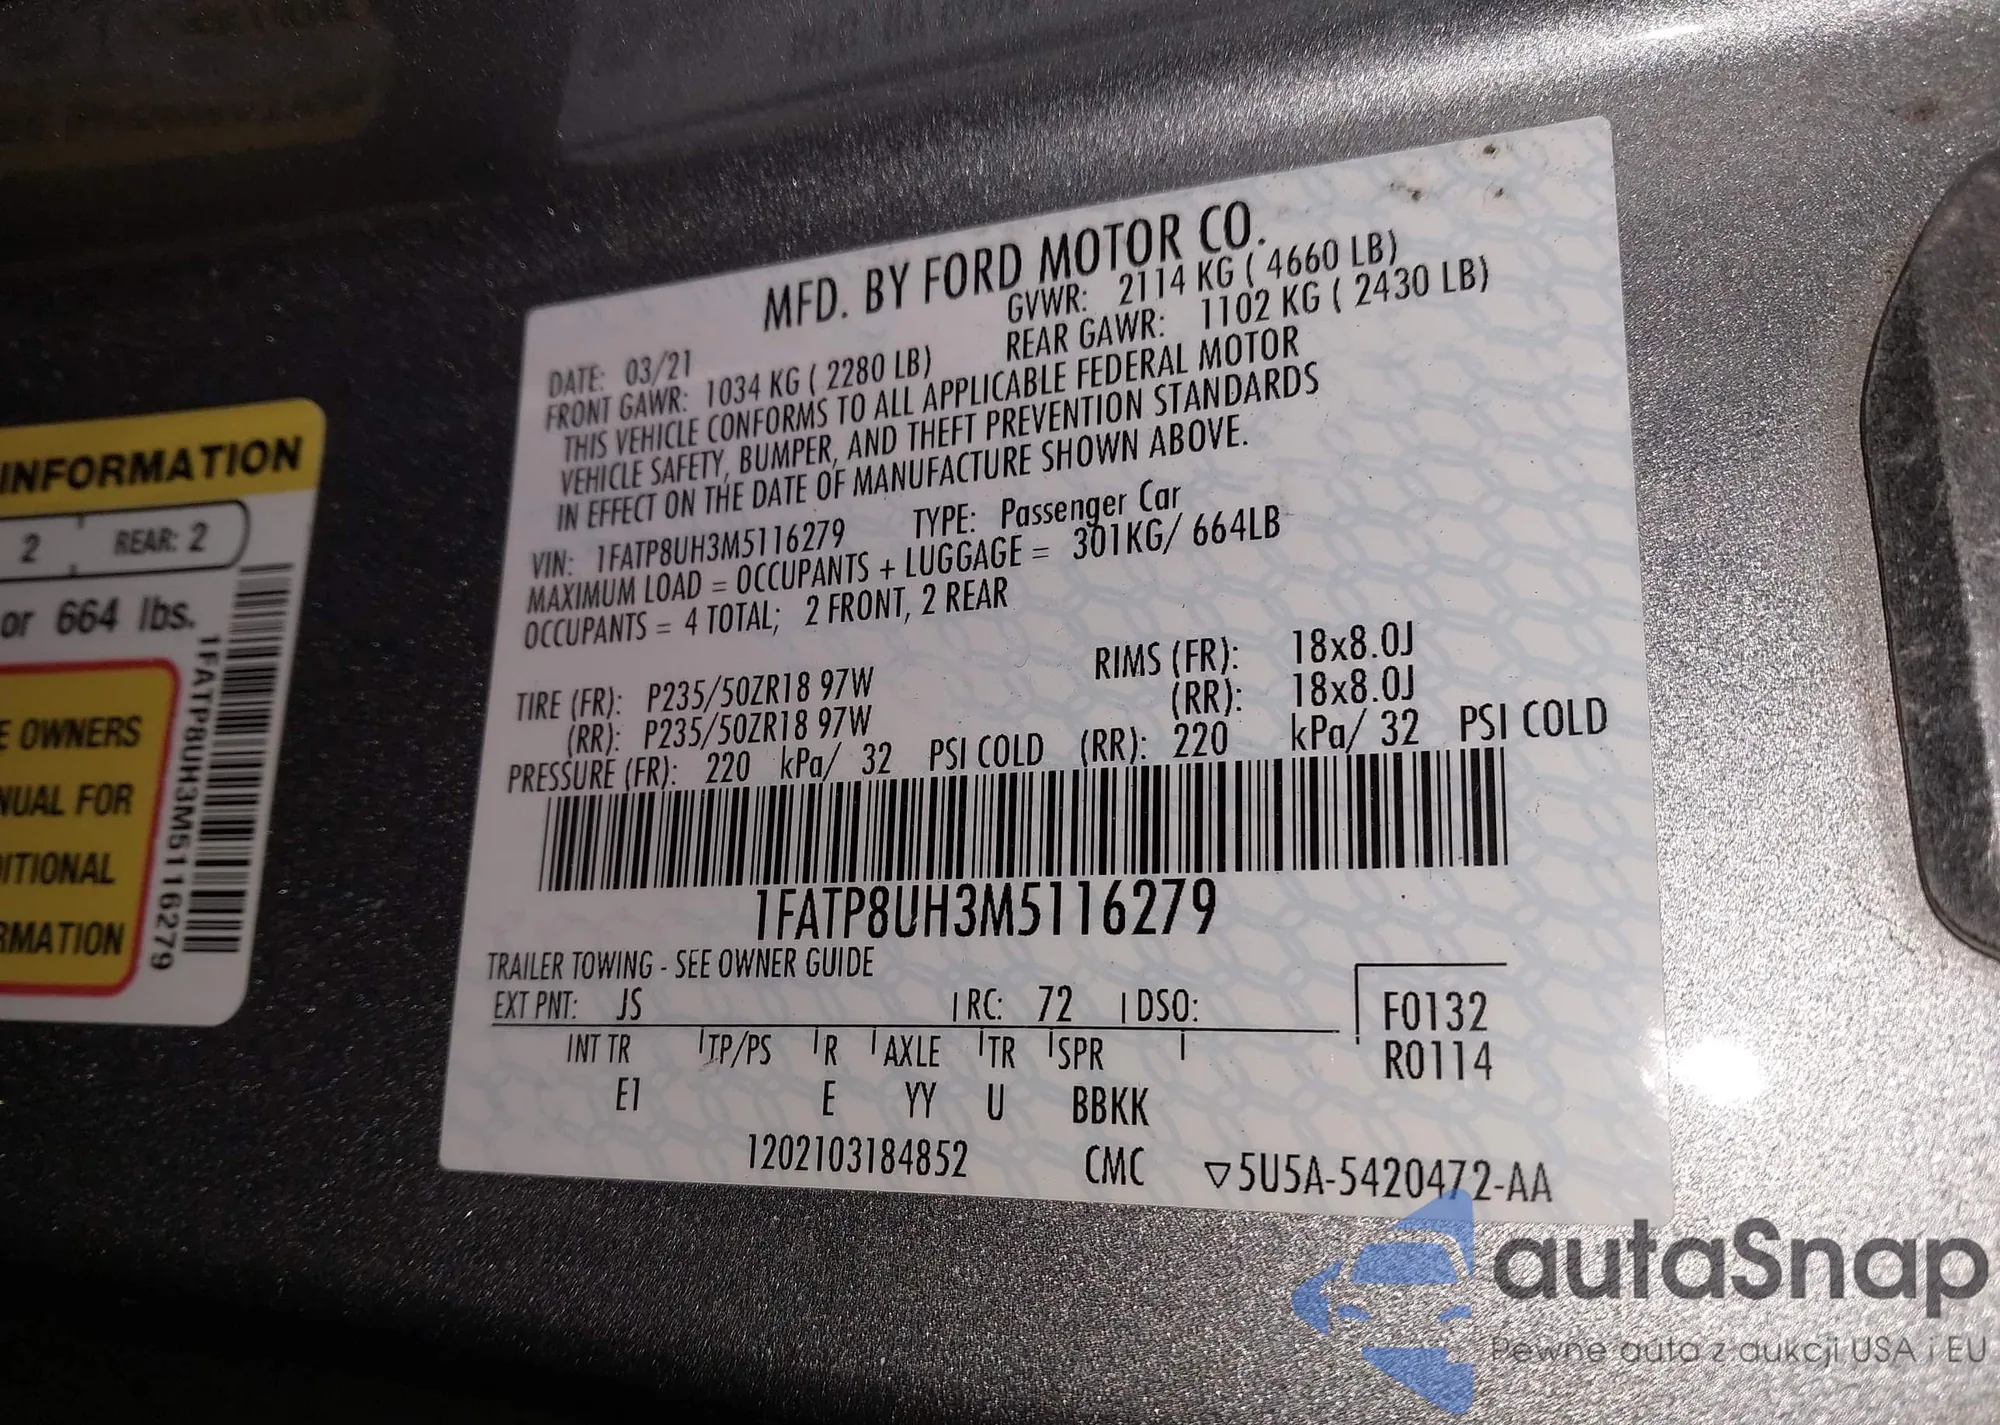 MFD. BY FORD MOTOR CO.
DATE: 03/21 GVWR: 2114 KG ( 4660 LB)
FRONT GAWR: 1034 KG ( 2280 LB) REAR GAWR: 1102 KG ( 2430 LB)
THIS VEHICLE CONFORMS TO ALL APPLICABLE FEDERAL MOTOR
VEHICLE SAFETY, BUMPER, AND THEFT PREVENTION STANDARDS
IN EFFECT ON THE DATE OF MANUFACTURE SHOWN ABOVE.
VIN: 1FATP8UH3M5116279 TYPE: Passenger Car
MAXIMUM LOAD = OCCUPANTS + LUGGAGE = 301KG/ 664LB
OCCUPANTS = 4 TOTAL; 2 FRONT, 2 REAR
TIRE (FR): P235/50ZR18 97W RIMS (FR): 18x8.0J
(RR): P235/50ZR18 97W (RR): 18x8.0J
PRESSURE (FR): 220 kPa/ 32 PSI COLD (RR): 220 kPa/ 32 PSI COLD
1FATP8UH3M5116279
TRAILER TOWING - SEE OWNER GUIDE
EXT PNT: JS RC: 72 DSO: F0132
R0114
INT TR TP/PS R AXLE TR SPR
E1 E YY U BBKK
1202103184852 CMC ▽5U5A-5420472-AA
INFORMATION
2 REAR: 2
or 664 lbs.
OWNERS
FOR
1FATP8UH3M5116279
autaSnap
Pewne auta z aukcji USA i EU